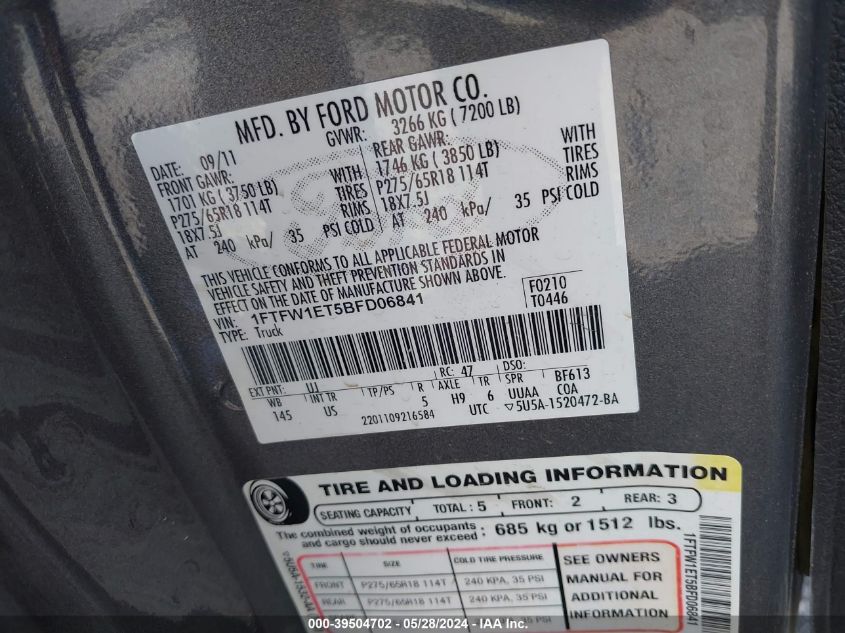 MFD. BY FORD MOTOR CO.
DATE: 09/11 GVWR: 3266 KG ( 7200 LB)
FRONT GAWR: REAR GAWR:
1701 KG ( 3750 LB) WITH 1746 KG ( 3850 LB) WITH
P275/65R18 114T TIRES P275/65R18 114T TIRES
18X7.5J RIMS 18X7.5J RIMS
AT 240 kPa/ 35 PSI COLD AT 240 kPa/ 35 PSI COLD
THIS VEHICLE CONFORMS TO ALL APPLICABLE FEDERAL MOTOR
VEHICLE SAFETY AND THEFT PREVENTION STANDARDS IN
EFFECT ON THE DATE OF MANUFACTURE SHOWN ABOVE.
VIN: 1FTFW1ET5BFD06841 F0210
TYPE: Truck T0446
EXT PNT: UJ RC: 47 DSO:
WB INT TR TP/PS R AXLE TR SPR BF613
145 US 5 H9 6 UUAA COA
2201109216584 UTC ▽5U5A-1520472-BA
TIRE AND LOADING INFORMATION
SEATING CAPACITY TOTAL : 5 FRONT: 2 REAR: 3
The combined weight of occupants and cargo should never exceed : 685 kg or 1512 lbs.
TIRE SIZE COLD TIRE PRESSURE
FRONT P275/65R18 114T 240 KPA, 35 PSI
REAR P275/65R18 114T 240 KPA, 35 PSI
SEE OWNERS
MANUAL FOR
ADDITIONAL
INFORMATION
1FTFW1ET5BFD06841
000-39504702 - 05/28/2024 - IAA Inc.